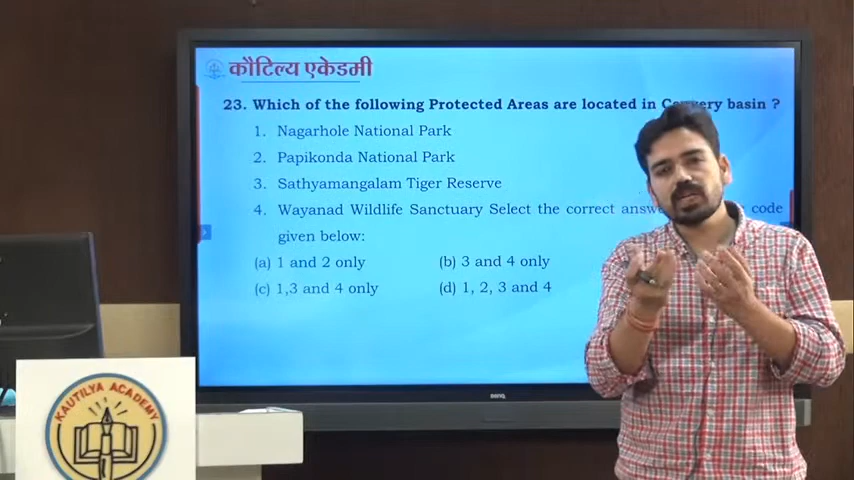 कौटिल्य एकेडमी
23. Which of the following Protected Areas are located in basin ?
1. Nagarhole National Park
2. Papikonda National Park
3. Sathyamangalam Tiger Reserve
4. Wayanad Wildlife Sanctuary Select the correct code
given below:
(a) 1 and 2 only (b) 3 and 4 only
(c) 1,3 and 4 only (d) 1, 2, 3 and 4
BENQ
KAUTILYA ACADEMY